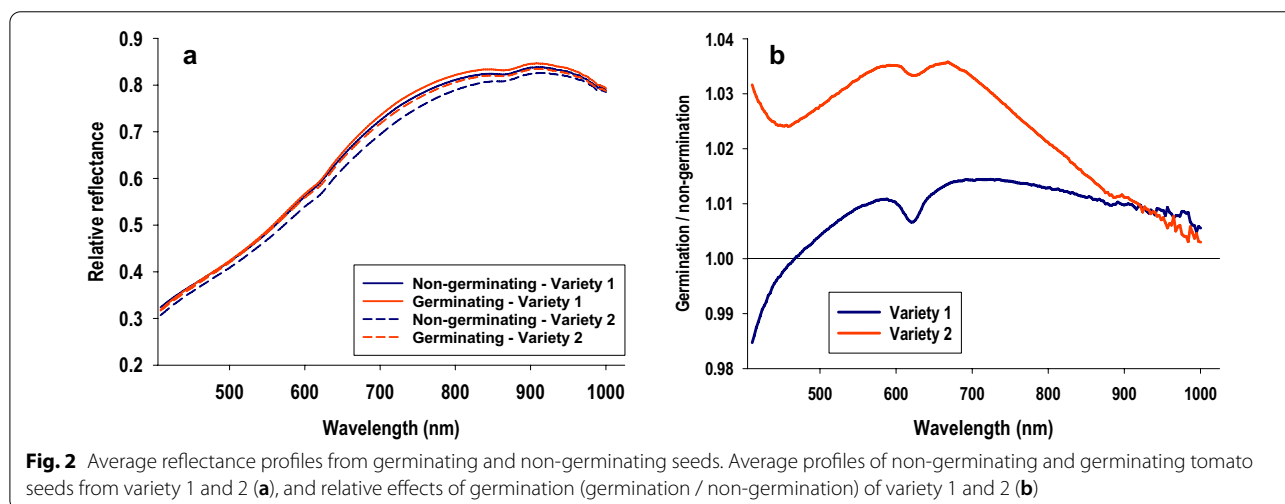 a
0.9
0.8
0.7
0.6
0.5
0.4
0.3
0.2
Relative reflectance
500 600 700 800 900 1000
Wavelength (nm)
Non-germinating - Variety 1
Germinating - Variety 1
Non-germinating - Variety 2
Germinating - Variety 2
b
1.04
1.03
1.02
1.01
1.00
0.99
0.98
Germination / non-germination
500 600 700 800 900 1000
Wavelength (nm)
Variety 1
Variety 2
Fig. 2 Average reflectance profiles from germinating and non-germinating seeds. Average profiles of non-germinating and germinating tomato
seeds from variety 1 and 2 (a), and relative effects of germination (germination / non-germination) of variety 1 and 2 (b)